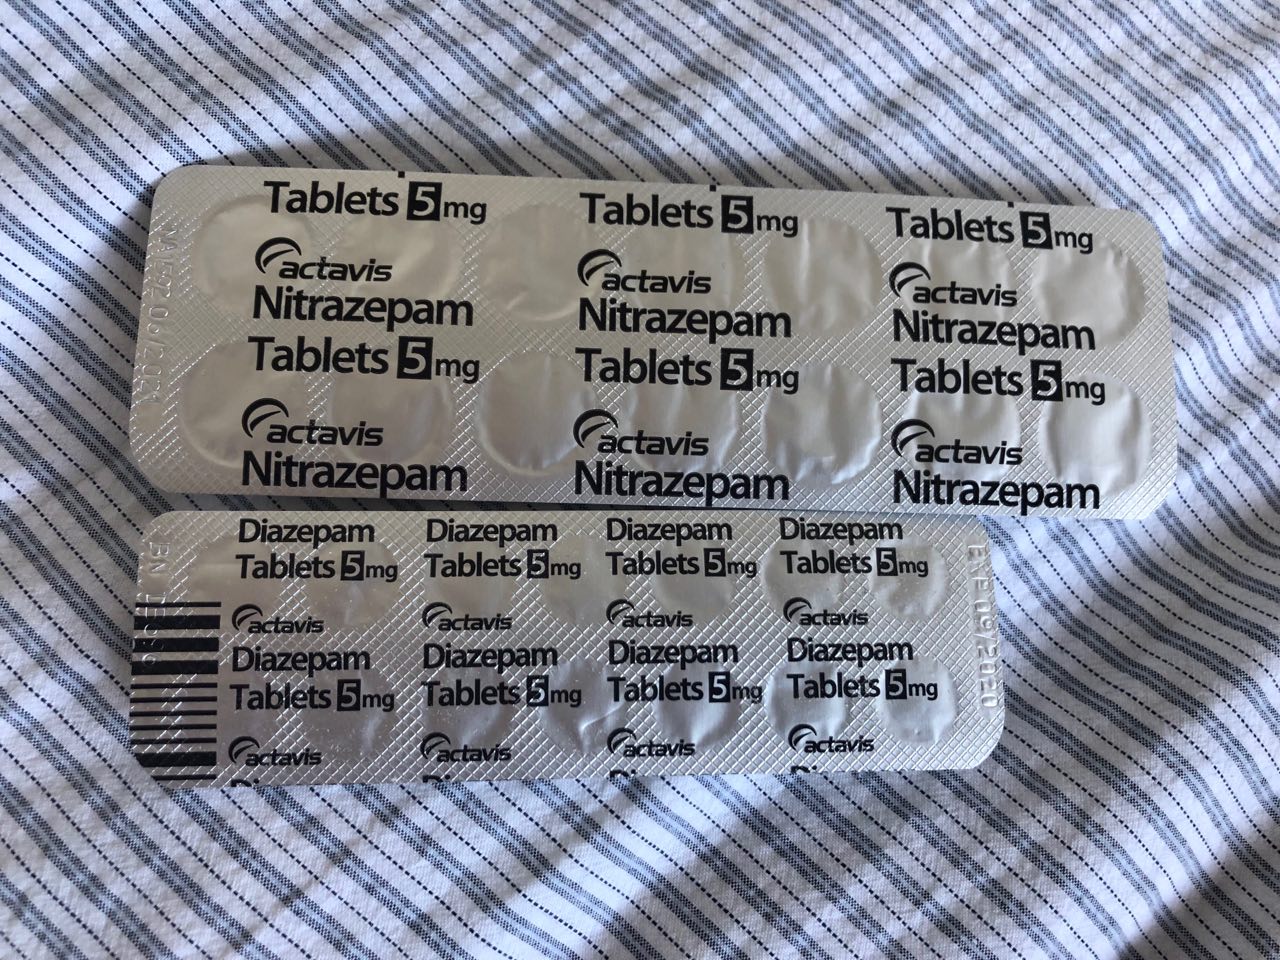 Tablets 5mg Tablets 5mg Tablets 5mg
actavis actavis actavis
Nitrazepam Nitrazepam Nitrazepam
Tablets 5mg Tablets 5mg Tablets 5mg
actavis actavis actavis
Nitrazepam Nitrazepam Nitrazepam
06/2021
Diazepam Diazepam Diazepam Diazepam
Tablets 5mg Tablets 5mg Tablets 5mg Tablets 5mg
actavis actavis actavis actavis
Diazepam Diazepam Diazepam Diazepam
Tablets 5mg Tablets 5mg Tablets 5mg Tablets 5mg
actavis actavis actavis actavis
BN
EXP 09/2020